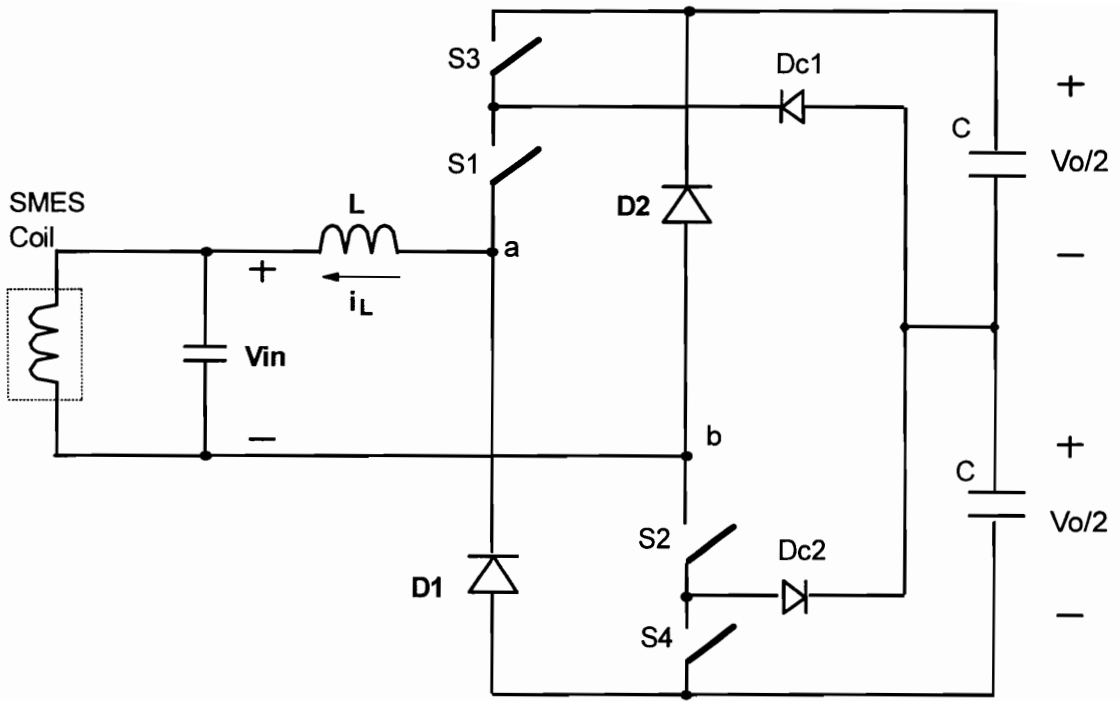 S3
Dc1
+
C
Vo/2
S1
SMES
Coil
L
D2
a
−
+
iL
Vin
−
b
+
C
Vo/2
S2
Dc2
D1
−
S4